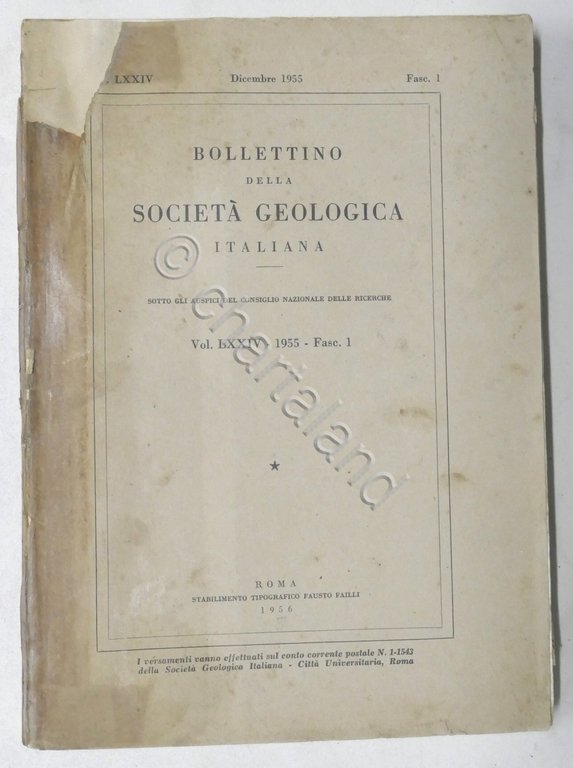 . LXXIV Dicembre 1955 Fasc. 1
BOLLETTINO
DELLA
SOCIETÀ GEOLOGICA
ITALIANA
SOTTO GLI AUSPICI DEL CONSIGLIO NAZIONALE DELLE RICERCHE
Vol. LXXIV - 1955 - Fasc. 1
© chartaland
ROMA
STABILIMENTO TIPOGRAFICO FAUSTO FAILLI
1956
I versamenti vanno effettuati sul conto corrente postale N. 1-1543
della Società Geologica Italiana - Città Universitaria, Roma